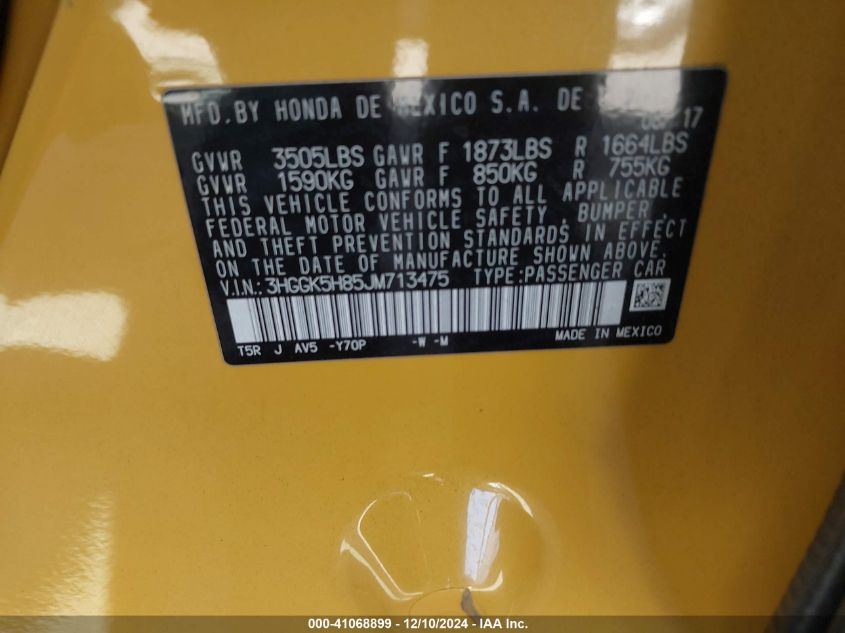 MFD. BY HONDA DE MEXICO S.A. DE 17
GVWR 3505LBS GAWR F 1873LBS R 1664LBS
GVWR 1590KG GAWR F 850KG R 755KG
THIS VEHICLE CONFORMS TO ALL APPLICABLE
FEDERAL MOTOR VEHICLE SAFETY, BUMPER,
AND THEFT PREVENTION STANDARDS IN EFFECT
ON THE DATE OF MANUFACTURE SHOWN ABOVE.
V.I.N.: 3HGGK5H85JM713475 TYPE:PASSENGER CAR
T5R J AV5 -Y70P -W -M MADE IN MEXICO
000-41068899 - 12/10/2024 - IAA Inc.